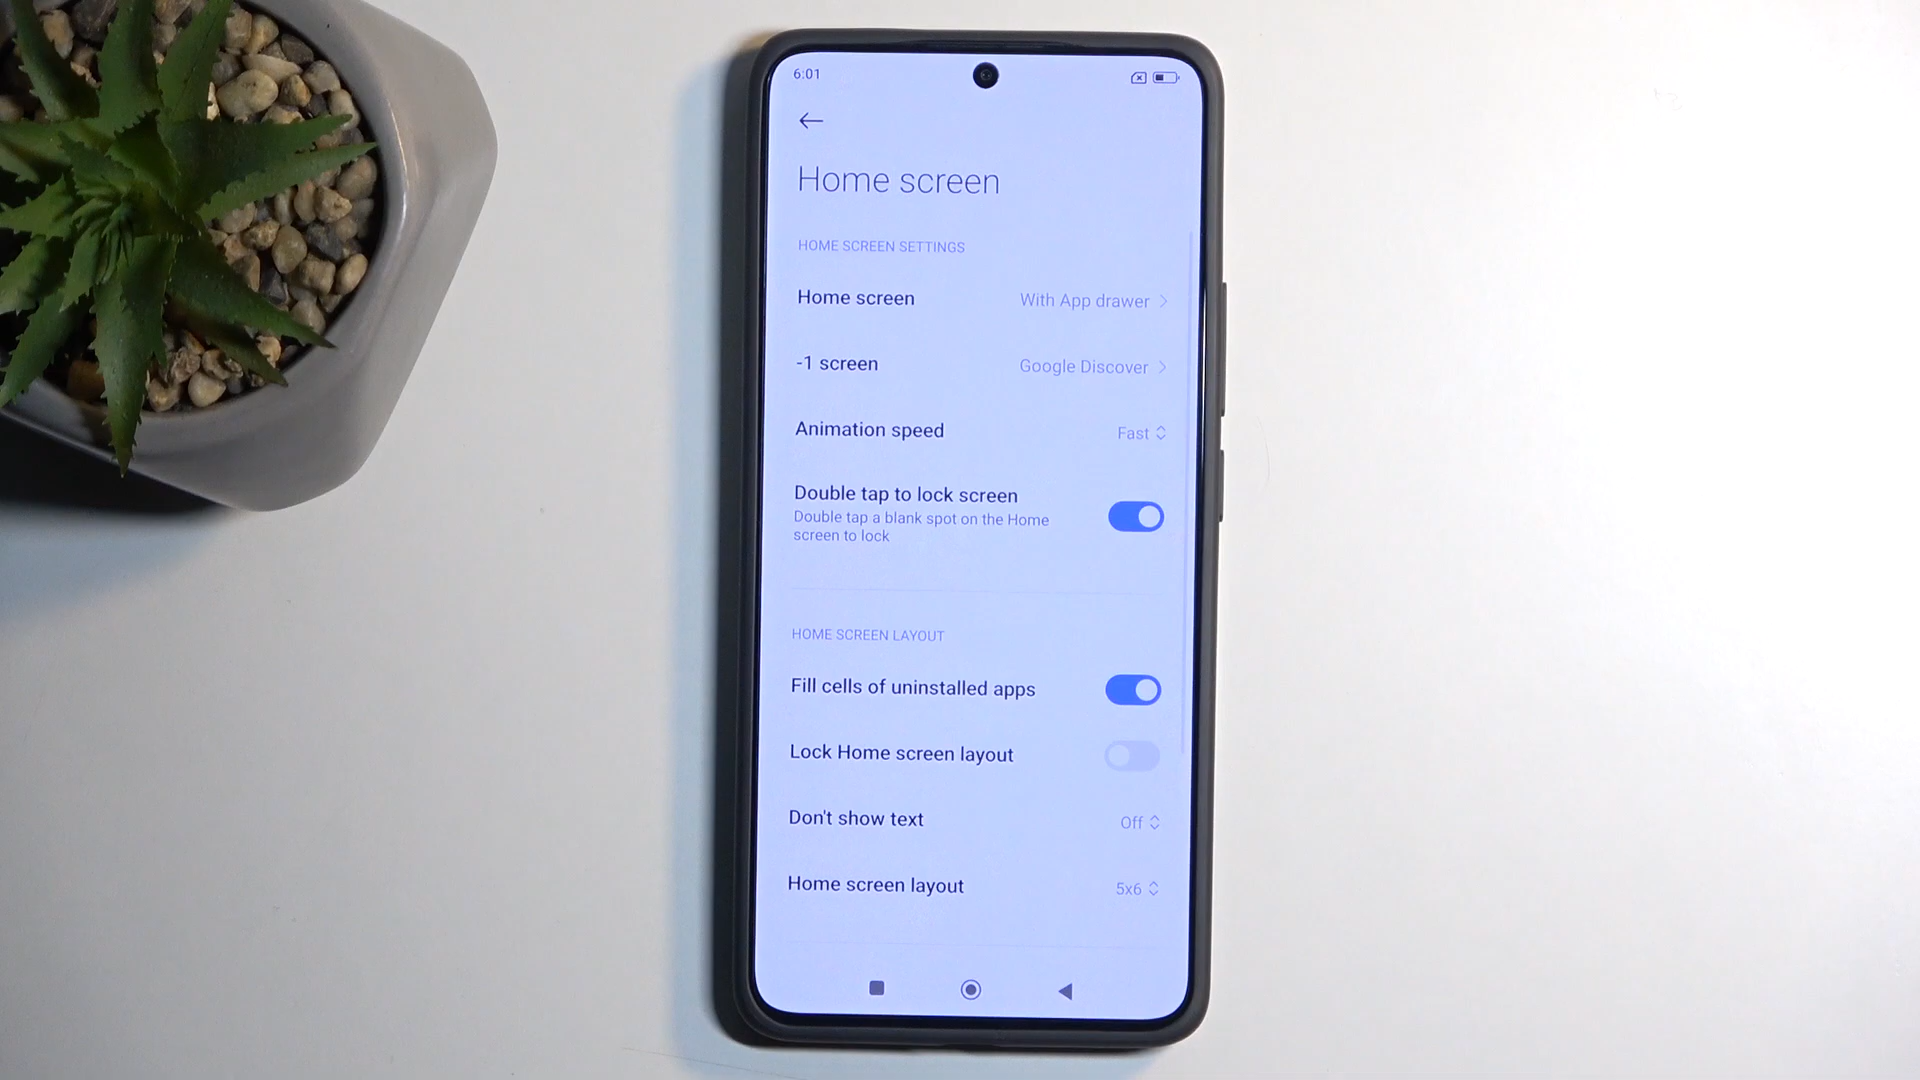 6:01
Home screen
HOME SCREEN SETTINGS
Home screen With App drawer
-1 screen Google Discover
Animation speed Fast
Double tap to lock screen
Double tap a blank spot on the Home
screen to lock
HOME SCREEN LAYOUT
Fill cells of uninstalled apps
Lock Home screen layout
Don't show text Off
Home screen layout 5x6